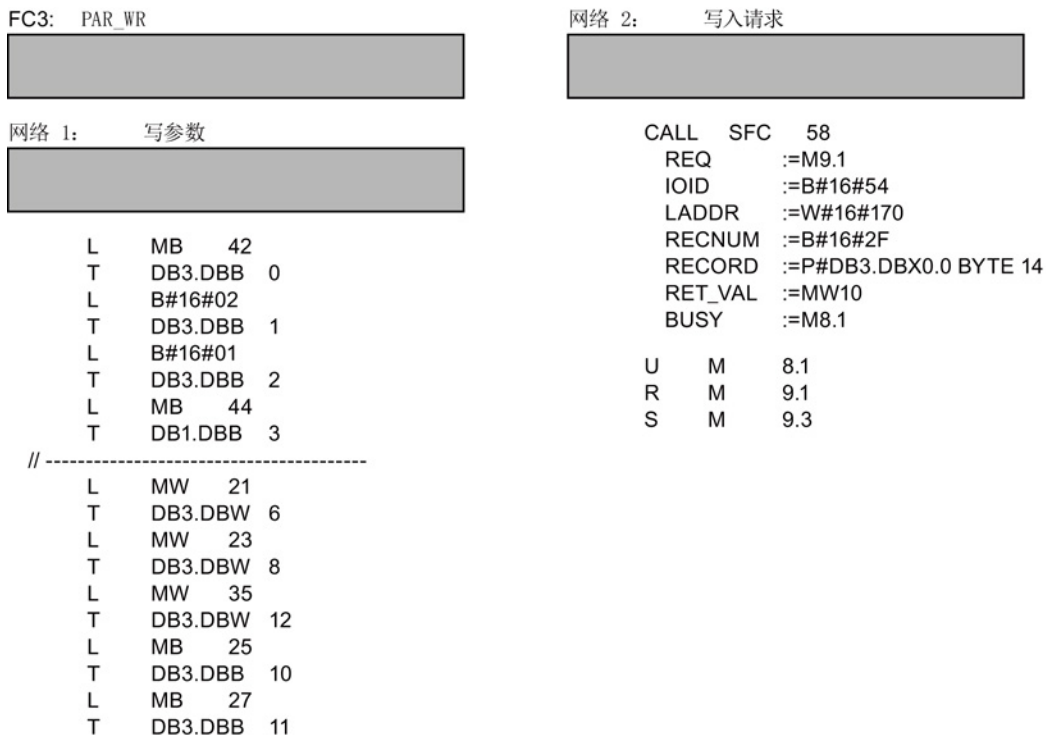 FC3: PAR_WR
网络 1： 写参数
L MB 42
T DB3.DBB 0
L B#16#02
T DB3.DBB 1
L B#16#01
T DB3.DBB 2
L MB 44
T DB1.DBB 3
// ----------------------------------------
L MW 21
T DB3.DBW 6
L MW 23
T DB3.DBW 8
L MW 35
T DB3.DBW 12
L MB 25
T DB3.DBB 10
L MB 27
T DB3.DBB 11
网络 2： 写入请求
CALL SFC 58
REQ :=M9.1
IOID :=B#16#54
LADDR :=W#16#170
RECNUM :=B#16#2F
RECORD :=P#DB3.DBX0.0 BYTE 14
RET_VAL :=MW10
BUSY :=M8.1
U M 8.1
R M 9.1
S M 9.3